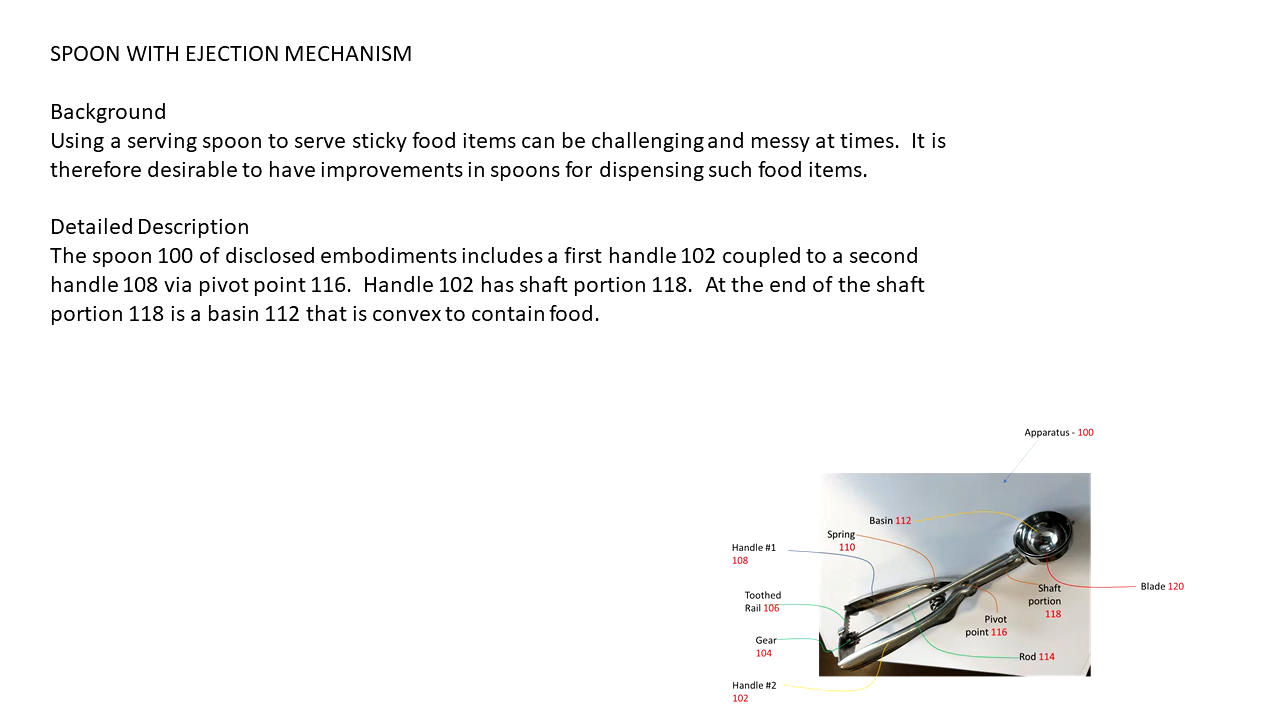 SPOON WITH EJECTION MECHANISM
Background
Using a serving spoon to serve sticky food items can be challenging and messy at times.  It is
therefore desirable to have improvements in spoons for dispensing such food items.
Detailed Description
The spoon 100 of disclosed embodiments includes a first handle 102 coupled to a second
handle 108 via pivot point 116.  Handle 102 has shaft portion 118.  At the end of the shaft
portion 118 is a basin 112 that is convex to contain food.
Apparatus - 100
Basin 112
Spring
110
Handle #1
108
Blade 120
Shaft
portion
118
Toothed
Rail 106
Pivot
point 116
Gear
104
Rod 114
Handle #2
102